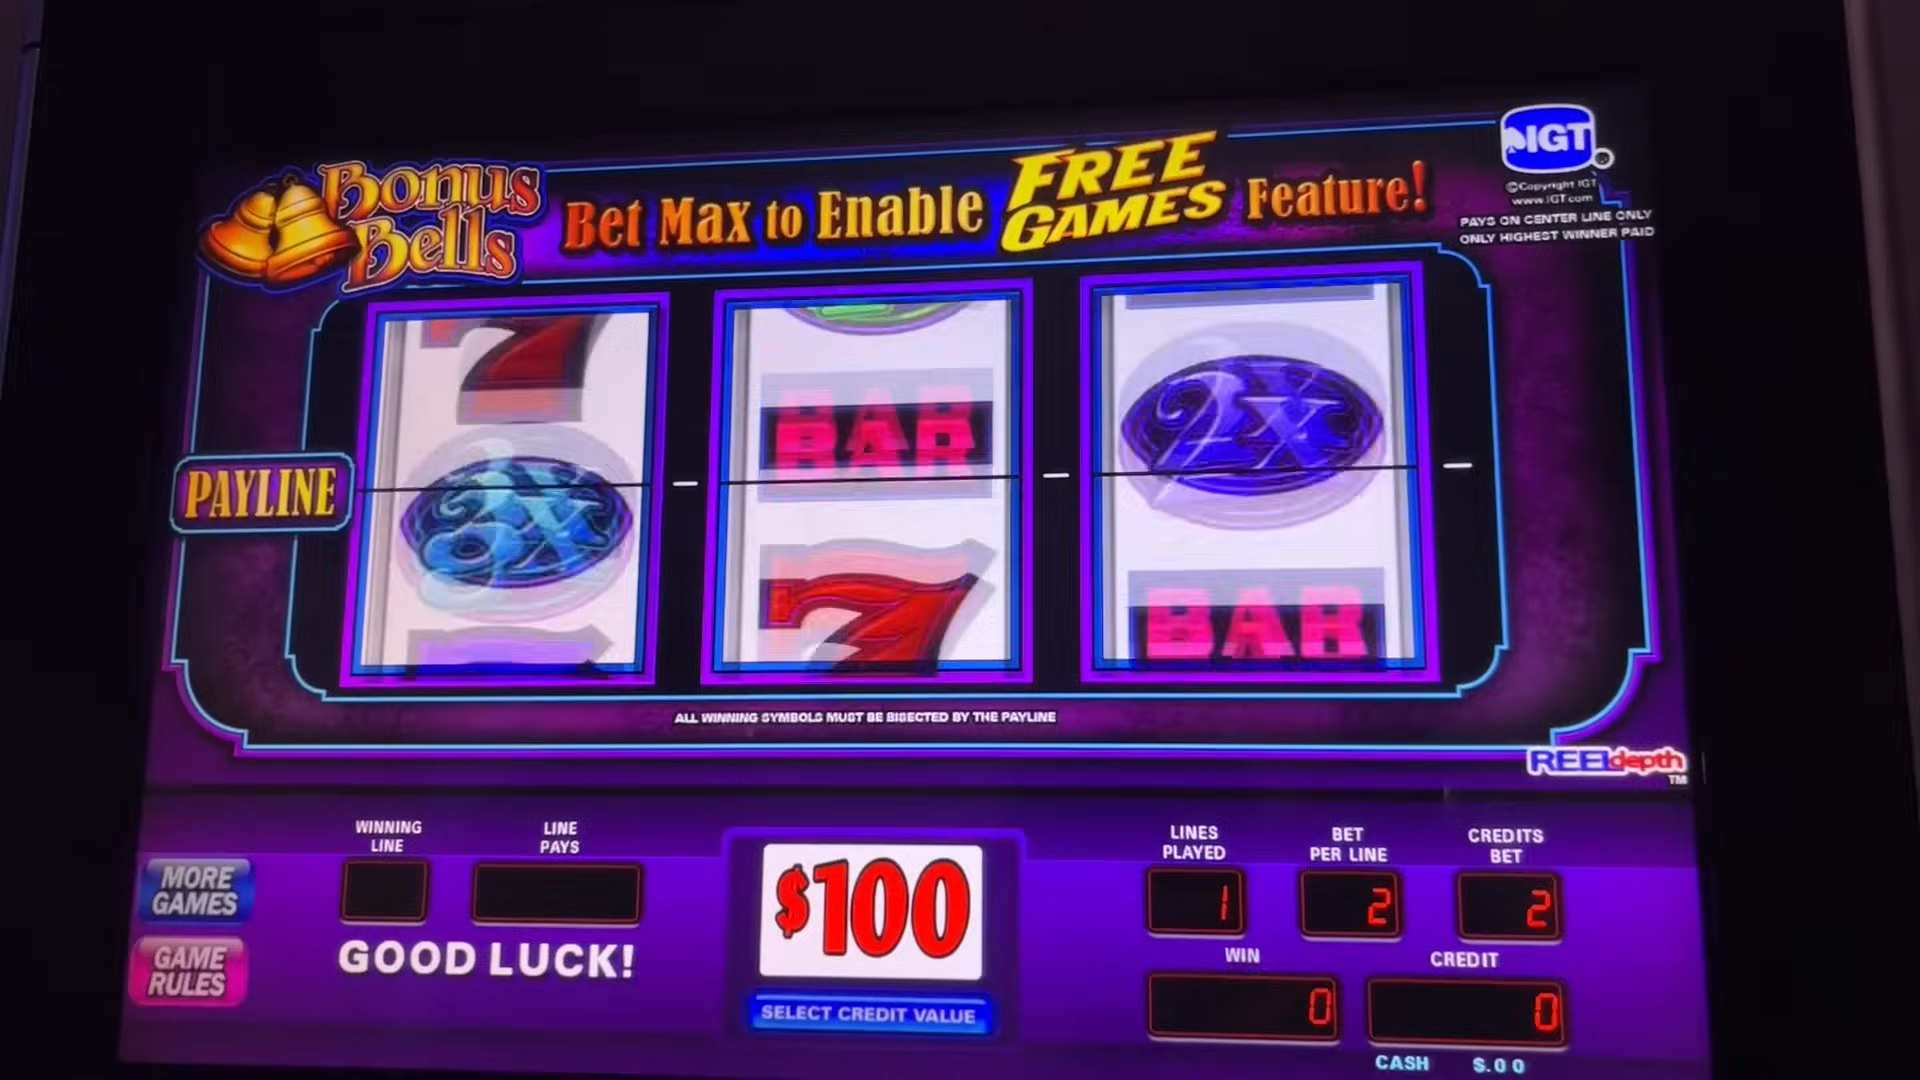 Bonus
Bells
Bet Max to Enable FREE GAMES Feature!
IGT
©Copyright IGT
www.IGT.com
PAYS ON CENTER LINE ONLY
ONLY HIGHEST WINNER PAID
7
BAR
2X
PAYLINE
3X
7
BAR
ALL WINNING SYMBOLS MUST BE BISECTED BY THE PAYLINE
REELdepth
TM
WINNING
LINE
LINE
PAYS
LINES
PLAYED
BET
PER LINE
CREDITS
BET
MORE
GAMES
$100
1
2
2
GOOD LUCK!
GAME
RULES
WIN
CREDIT
SELECT CREDIT VALUE
0
0
CASH $.00